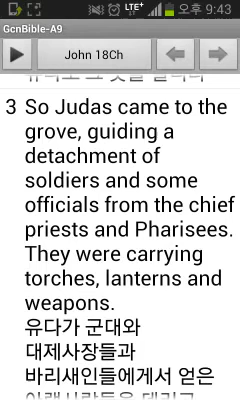 LTE 오후 9:43
GcnBible-A9
John 18Ch
3 So Judas came to the
grove, guiding a
detachment of
soldiers and some
officials from the chief
priests and Pharisees.
They were carrying
torches, lanterns and
weapons.
유다가 군대와
대제사장들과
바리새인들에게서 얻은